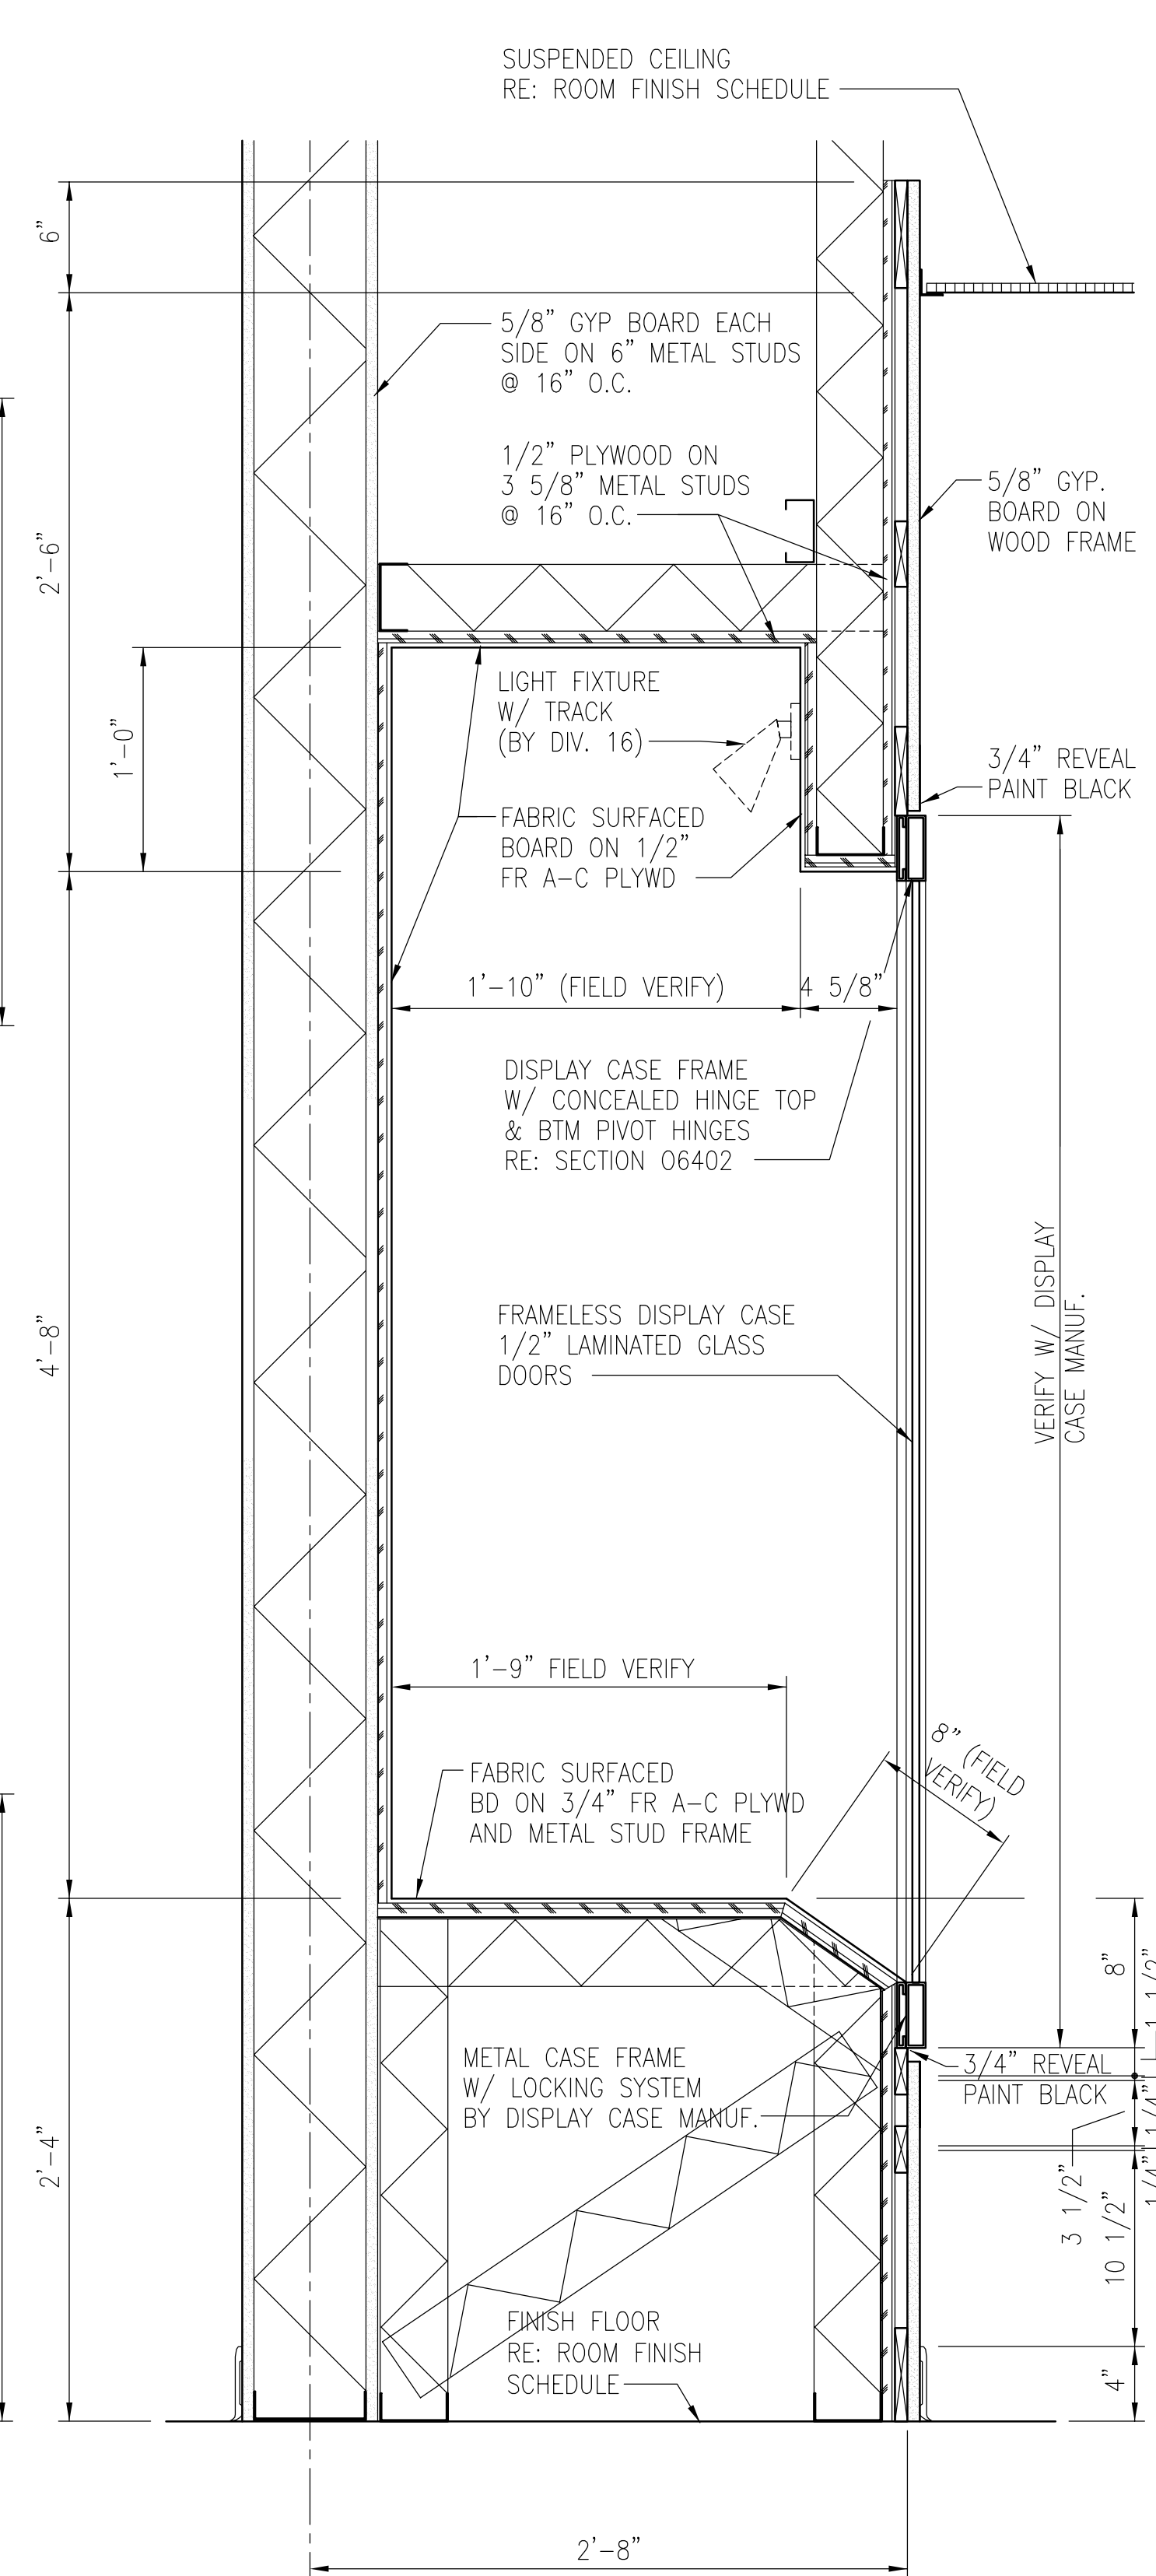 SUSPENDED CEILING
RE: ROOM FINISH SCHEDULE
6"
5/8" GYP BOARD EACH
SIDE ON 6" METAL STUDS
@ 16" O.C.
1/2" PLYWOOD ON
3 5/8" METAL STUDS
@ 16" O.C.
5/8" GYP.
BOARD ON
WOOD FRAME
2'-6"
1'-0"
LIGHT FIXTURE
W/ TRACK
(BY DIV. 16)
3/4" REVEAL
PAINT BLACK
FABRIC SURFACED
BOARD ON 1/2"
FR A-C PLYWD
1'-10" (FIELD VERIFY)
4 5/8"
DISPLAY CASE FRAME
W/ CONCEALED HINGE TOP
& BTM PIVOT HINGES
RE: SECTION 06402
VERIFY W/ DISPLAY
CASE MANUF.
FRAMELESS DISPLAY CASE
1/2" LAMINATED GLASS
DOORS
4'-8"
1'-9" FIELD VERIFY
8" (FIELD
VERIFY)
FABRIC SURFACED
BD ON 3/4" FR A-C PLYWD
AND METAL STUD FRAME
8"
1 1/2"
METAL CASE FRAME
W/ LOCKING SYSTEM
BY DISPLAY CASE MANUF.
3/4" REVEAL
PAINT BLACK
1/4"
1/4"
2'-4"
3 1/2"
10 1/2"
FINISH FLOOR
RE: ROOM FINISH
SCHEDULE
4"
2'-8"